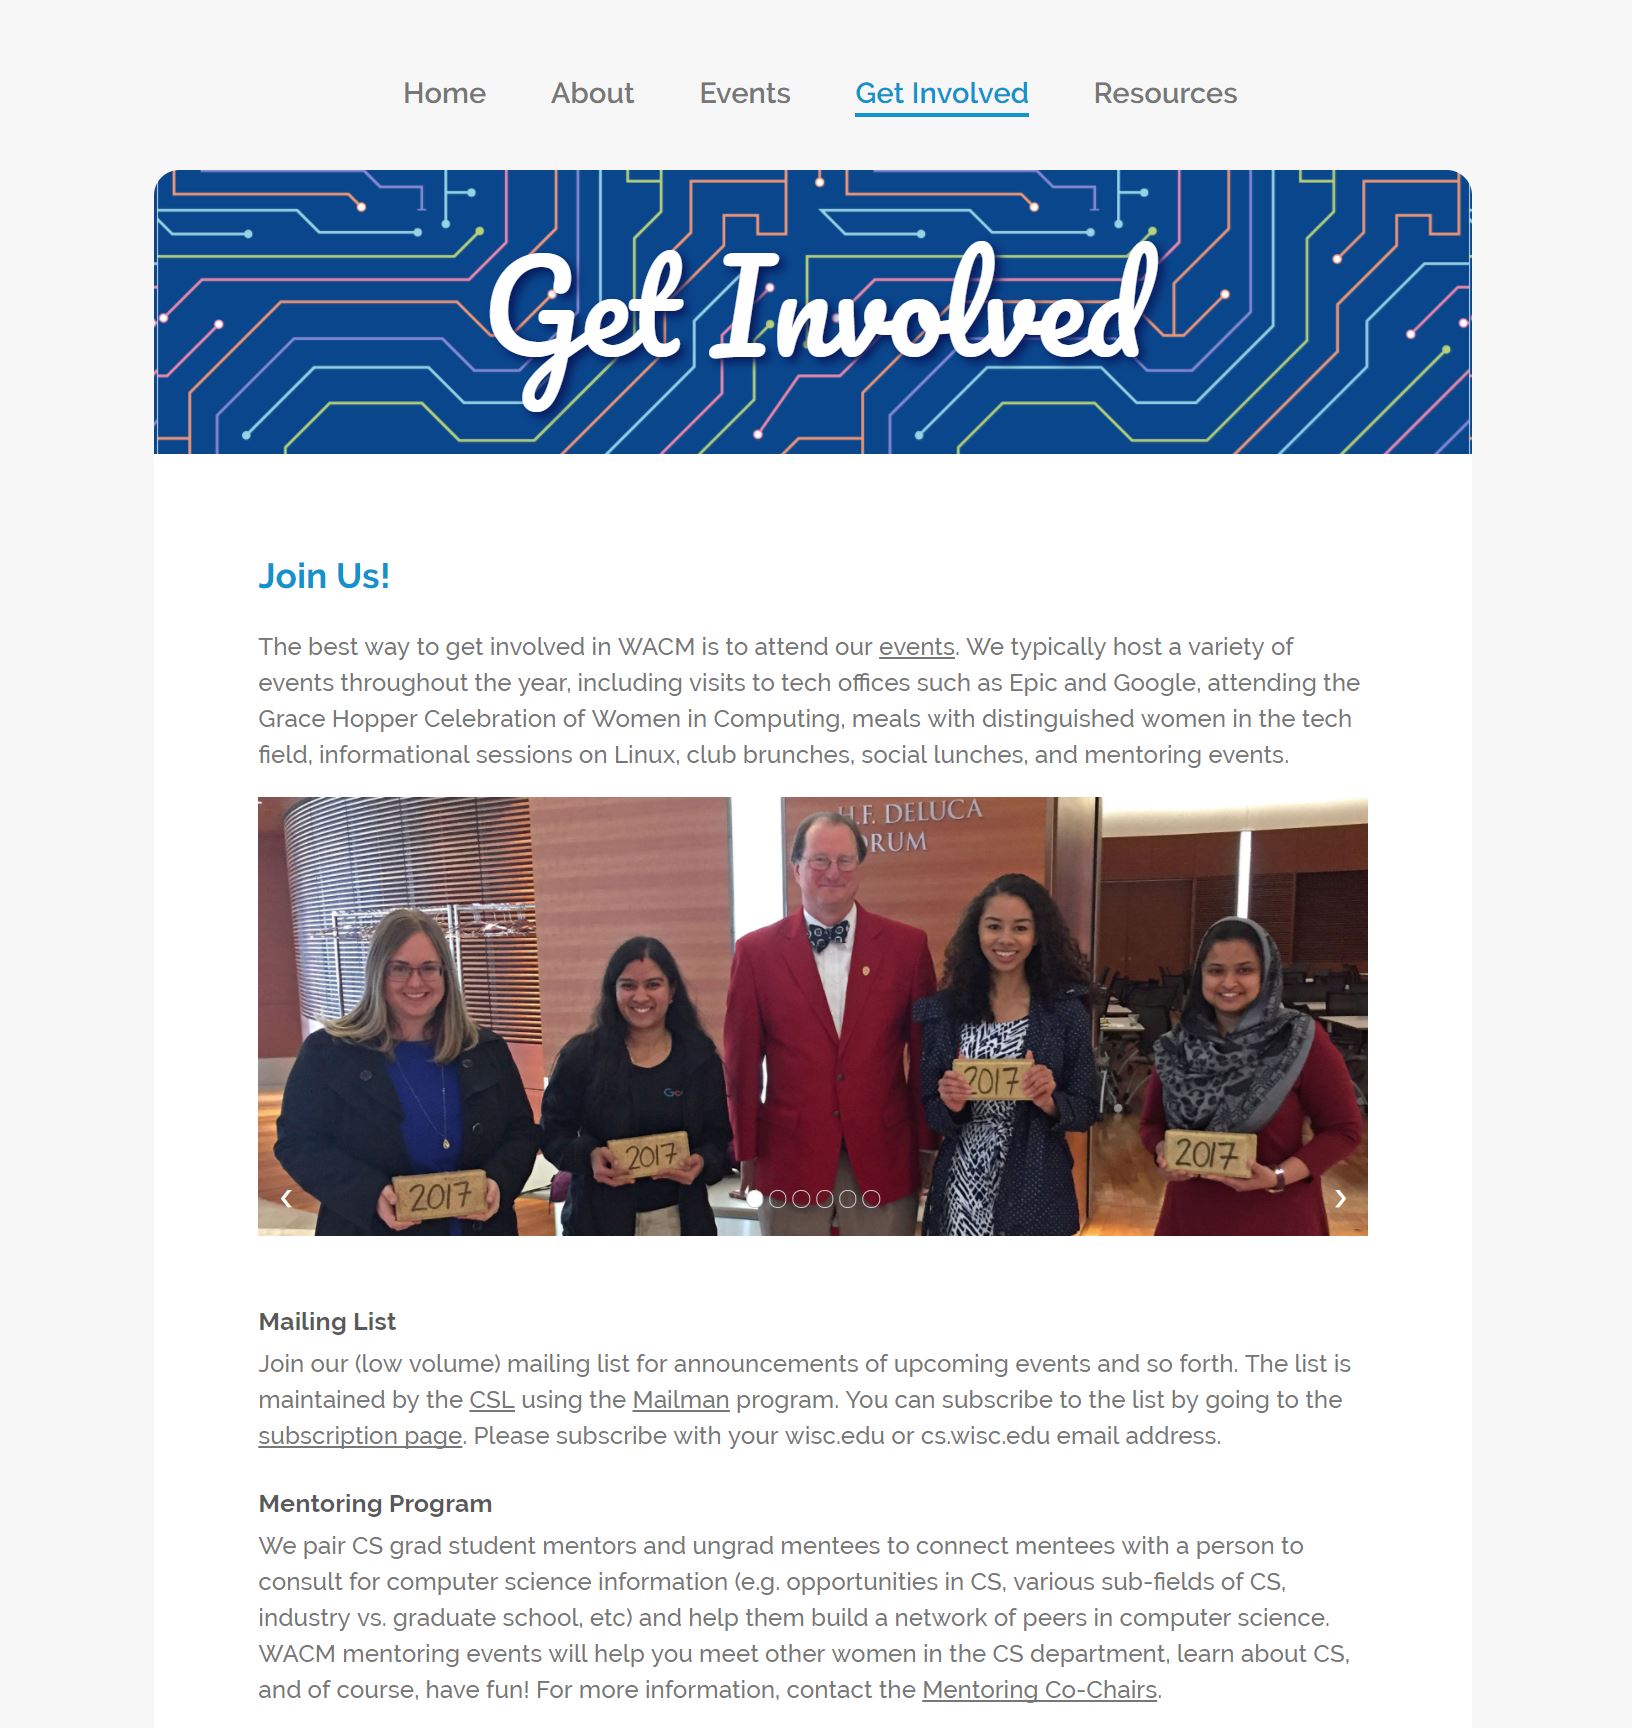 Home About Events Get Involved Resources
Get Involved
Join Us!
The best way to get involved in WACM is to attend our events. We typically host a variety of
events throughout the year, including visits to tech offices such as Epic and Google, attending the
Grace Hopper Celebration of Women in Computing, meals with distinguished women in the tech
field, informational sessions on Linux, club brunches, social lunches, and mentoring events.
H.F. DELUCA
ORUM
2017
2017
2017
2017
Mailing List
Join our (low volume) mailing list for announcements of upcoming events and so forth. The list is
maintained by the CSL using the Mailman program. You can subscribe to the list by going to the
subscription page. Please subscribe with your wisc.edu or cs.wisc.edu email address.
Mentoring Program
We pair CS grad student mentors and ungrad mentees to connect mentees with a person to
consult for computer science information (e.g. opportunities in CS, various sub-fields of CS,
industry vs. graduate school, etc) and help them build a network of peers in computer science.
WACM mentoring events will help you meet other women in the CS department, learn about CS,
and of course, have fun! For more information, contact the Mentoring Co-Chairs.